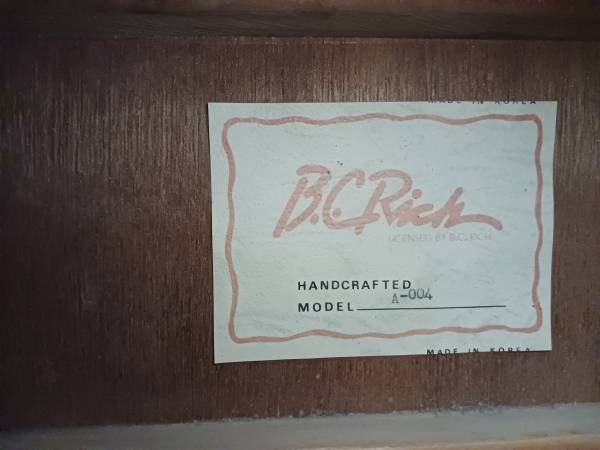 MADE IN KOREA
B.C. Rich
LICENSED BY B.C. RICH
HANDCRAFTED
MODEL A-004
MADE IN KOREA